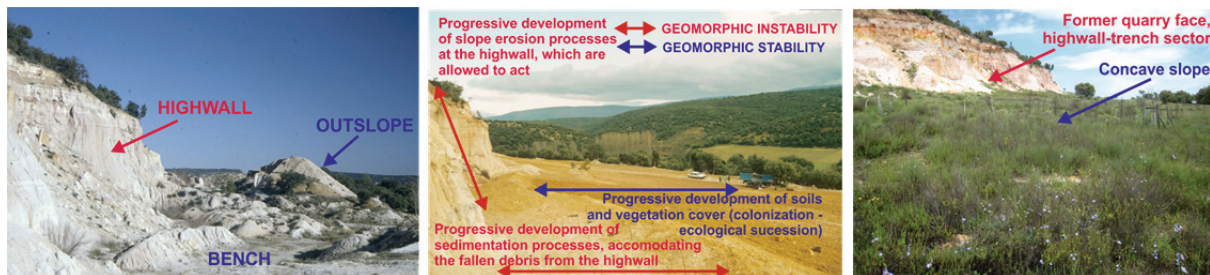 HIGHWALL
OUTSLOPE
BENCH
Progressive development
of slope erosion processes
at the highwall, which are
allowed to act
GEOMORPHIC INSTABILITY
GEOMORPHIC STABILITY
Progressive development of soils
and vegetation cover (colonization -
ecological sucession)
Progressive development of
sedimentation processes, accomodating
the fallen debris from the highwall
Former quarry face,
highwall-trench sector
Concave slope